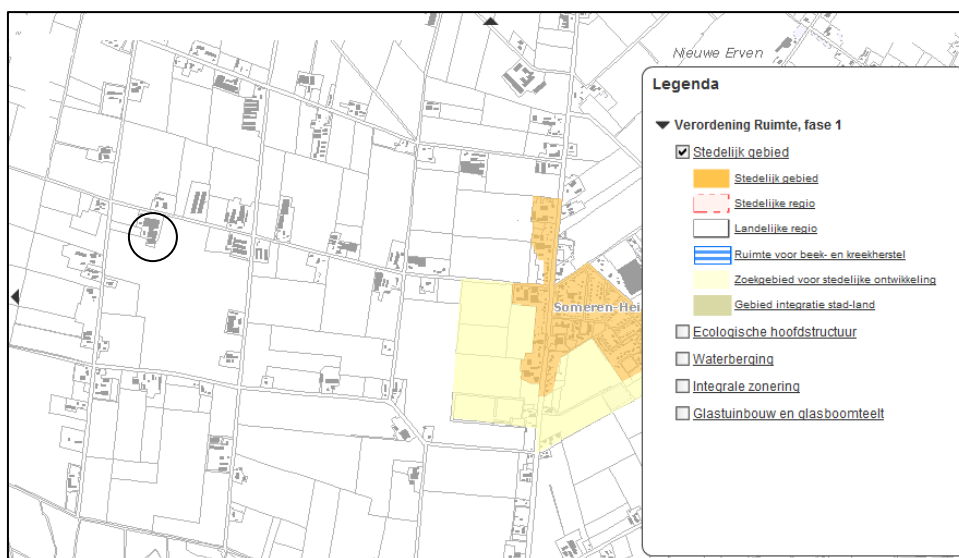 Nieuwe Erven
Someren-Hei
Legenda
Verordening Ruimte, fase 1
Stedelijk gebied
Stedelijk gebied
Stedelijke regio
Landelijke regio
Ruimte voor beek- en kreekherstel
Zoekgebied voor stedelijke ontwikkeling
Gebied integratie stad-land
Ecologische hoofdstructuur
Waterberging
Integrale zonering
Glastuinbouw en glasboomteelt